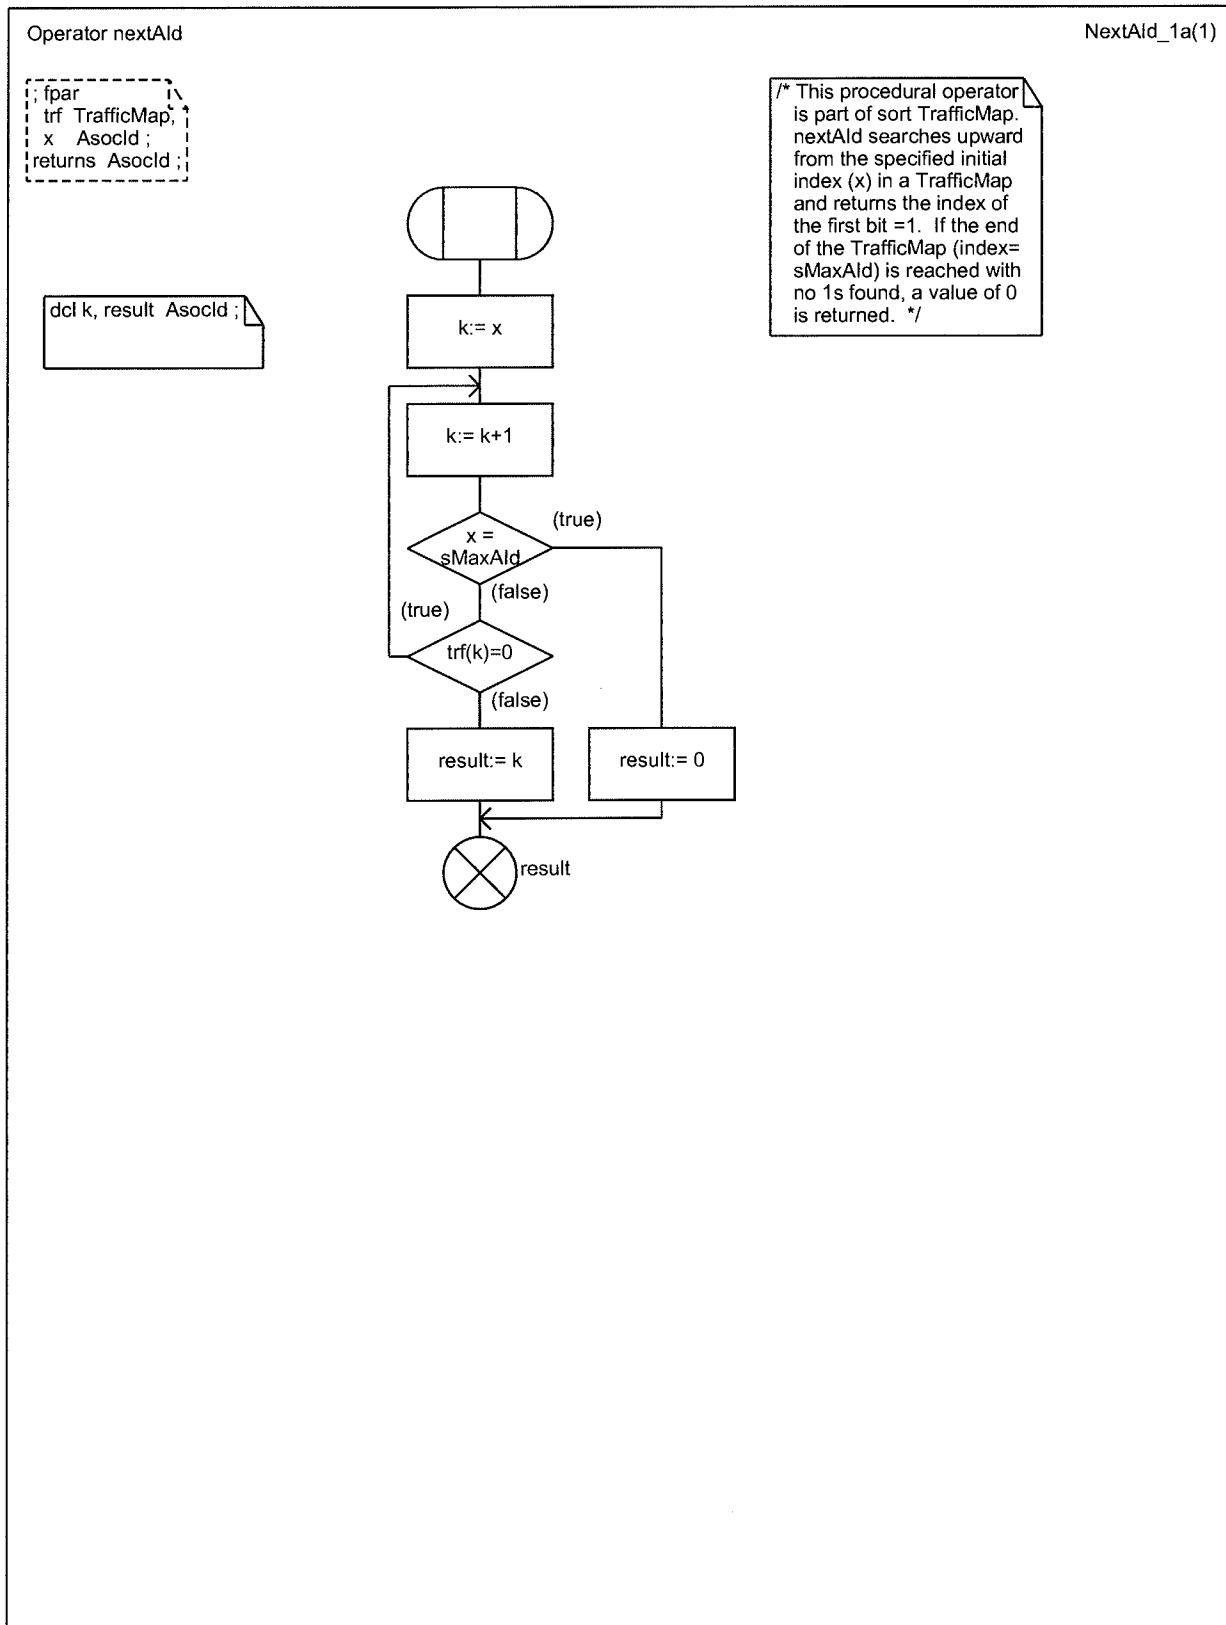 Operator nextAId
NextAId_1a(1)
; fpar
trf TrafficMap,
x AsocId ;
returns AsocId ;
/* This procedural operator
is part of sort TrafficMap.
nextAId searches upward
from the specified initial
index (x) in a TrafficMap
and returns the index of
the first bit =1. If the end
of the TrafficMap (index=
sMaxAId) is reached with
no 1s found, a value of 0
is returned. */
dcl k, result AsocId ;
k:= x
k:= k+1
x =
sMaxAId
(true)
(false)
(true)
trf(k)=0
(false)
result:= k
result:= 0
result